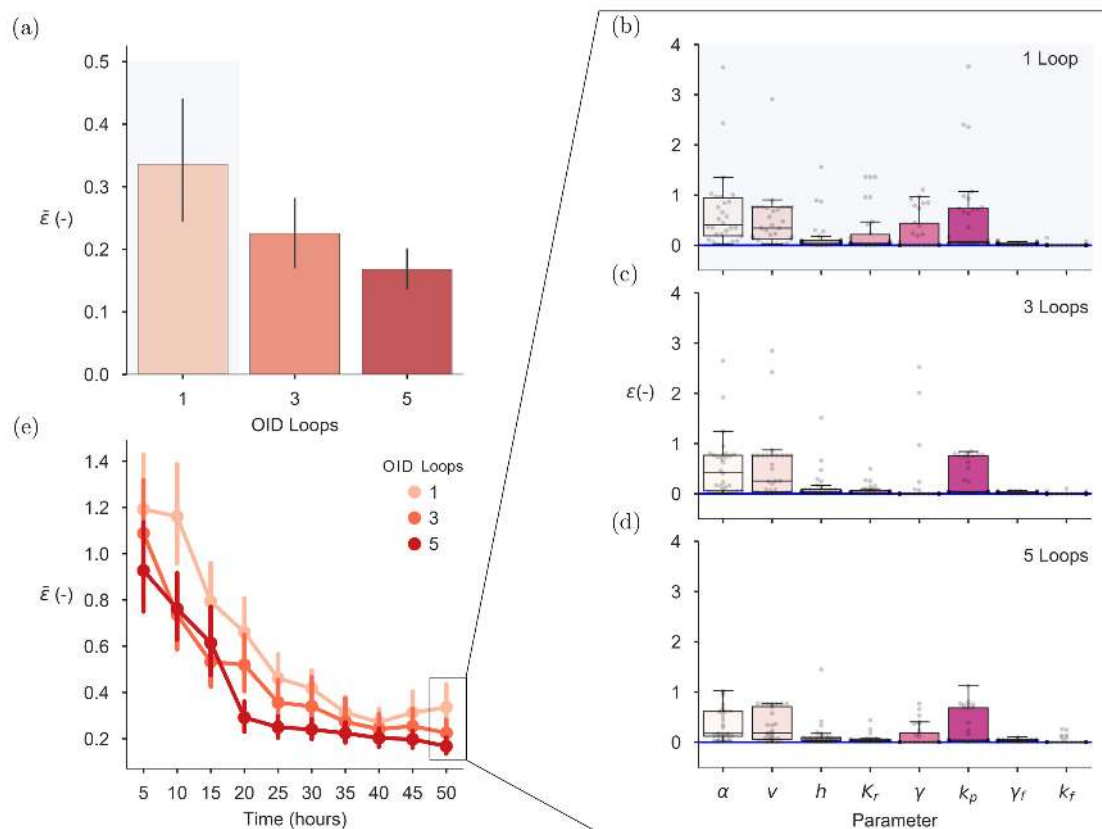 (a)
0.5
0.4
0.3
ε̄ (-)
0.2
0.1
0.0
1 3 5
OID Loops
(b)
4
3
2
1
0
1 Loop
(c)
4
3
2
1
0
3 Loops
ε(-)
(d)
4
3
2
1
0
5 Loops
α v h Kr γ kp γf kf
Parameter
(e)
1.4
1.2
1.0
0.8
ε̄ (-)
0.6
0.4
0.2
OID Loops
1
3
5
5 10 15 20 25 30 35 40 45 50
Time (hours)